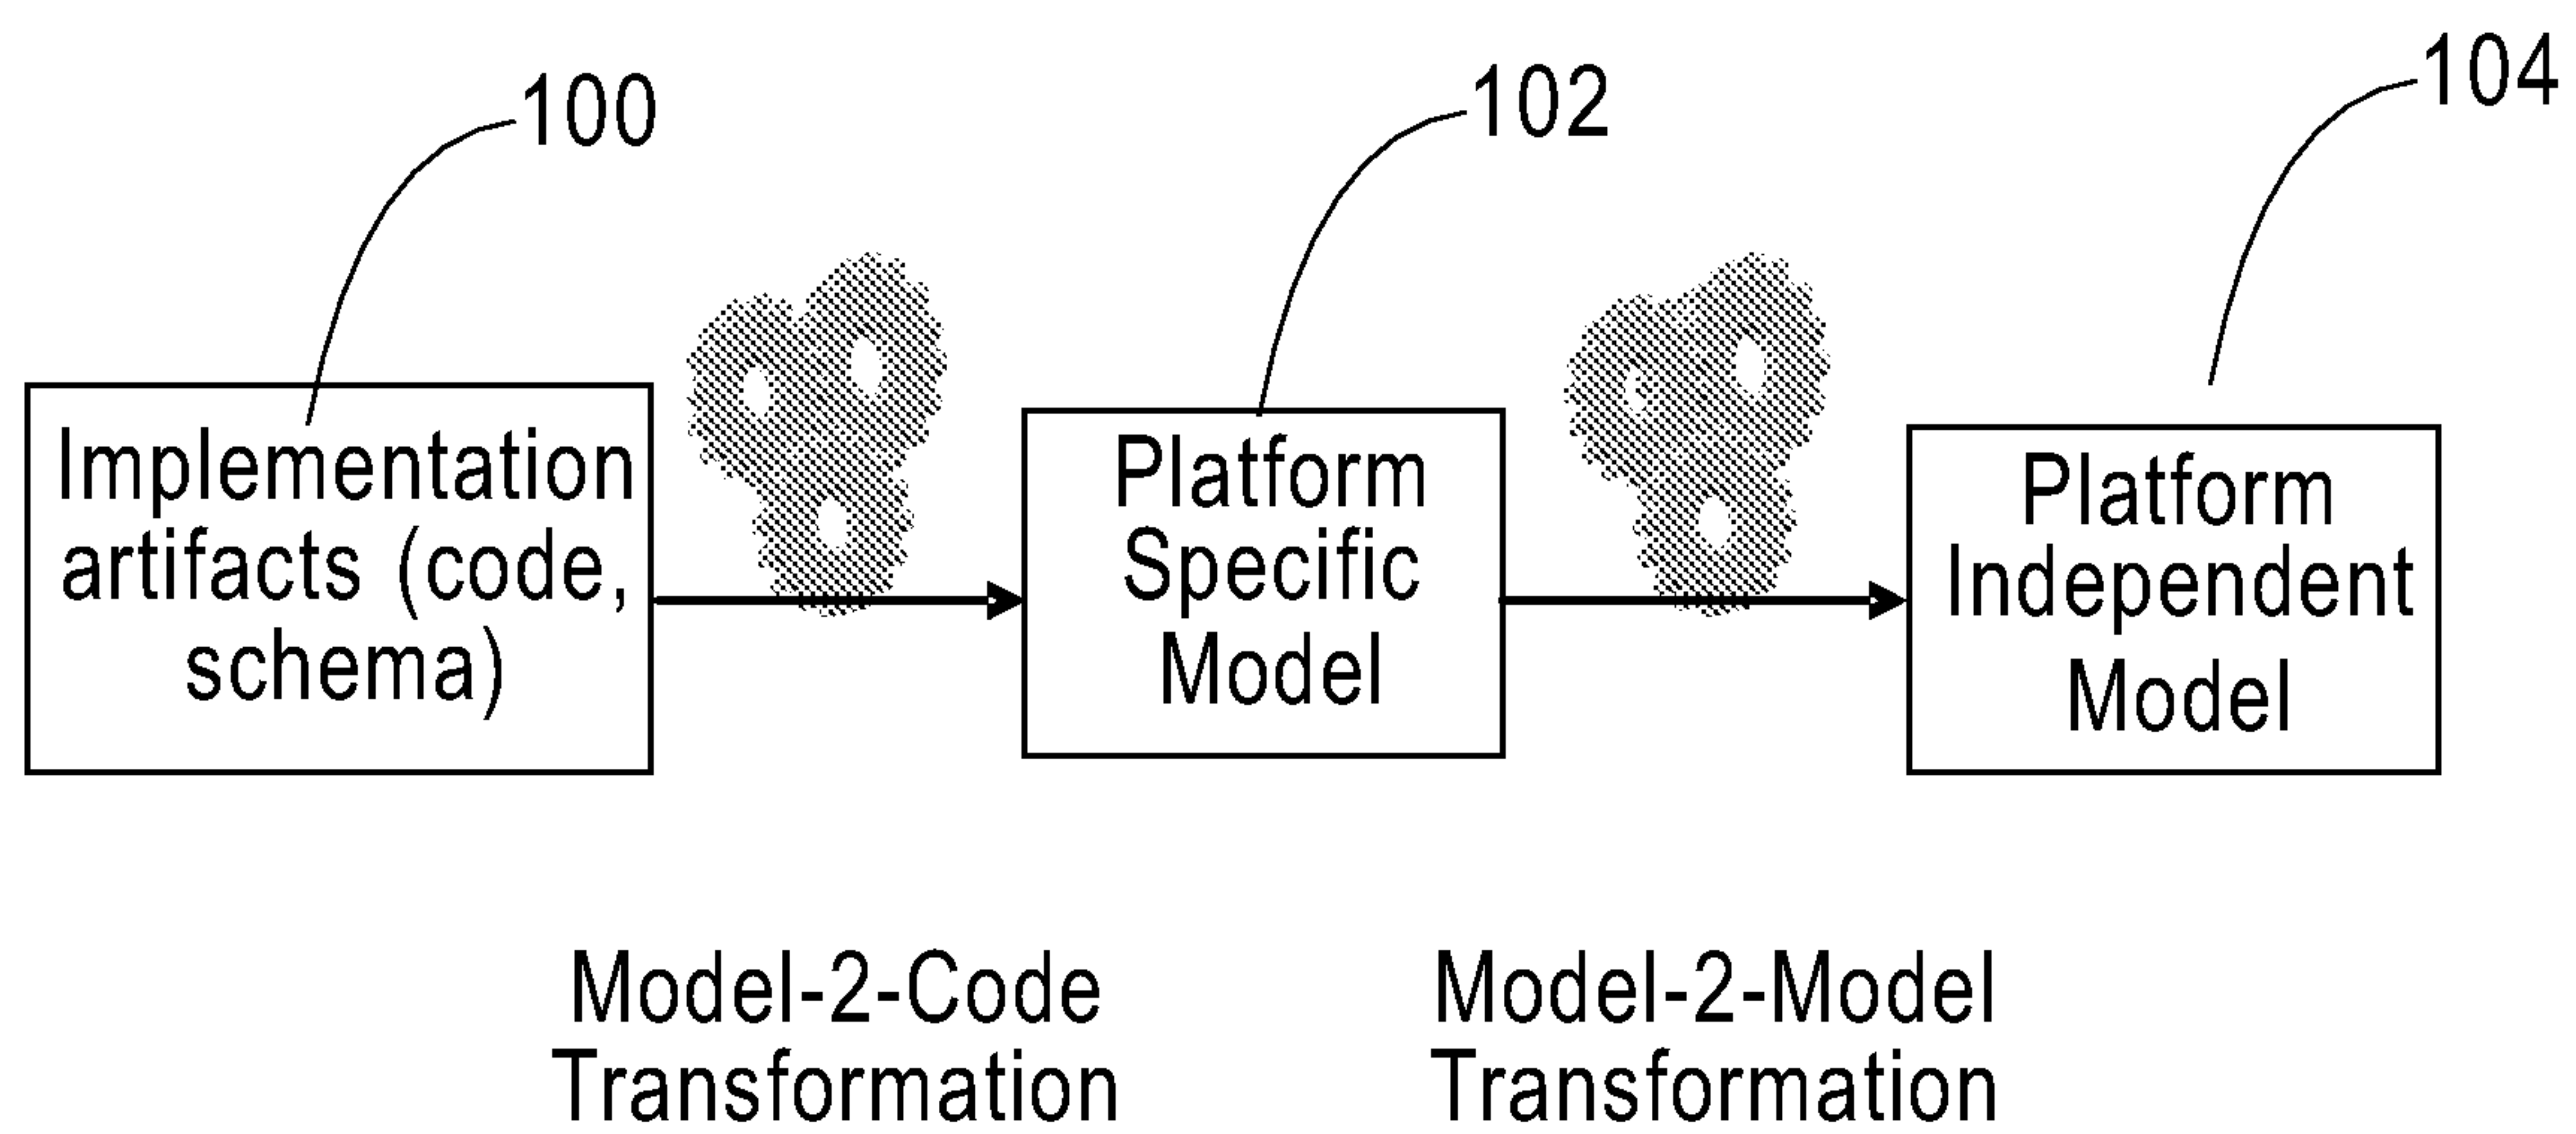 100
102
104
Implementation
artifacts (code,
schema)
Platform
Specific
Model
Platform
Independent
Model
Model-2-Code
Transformation
Model-2-Model
Transformation